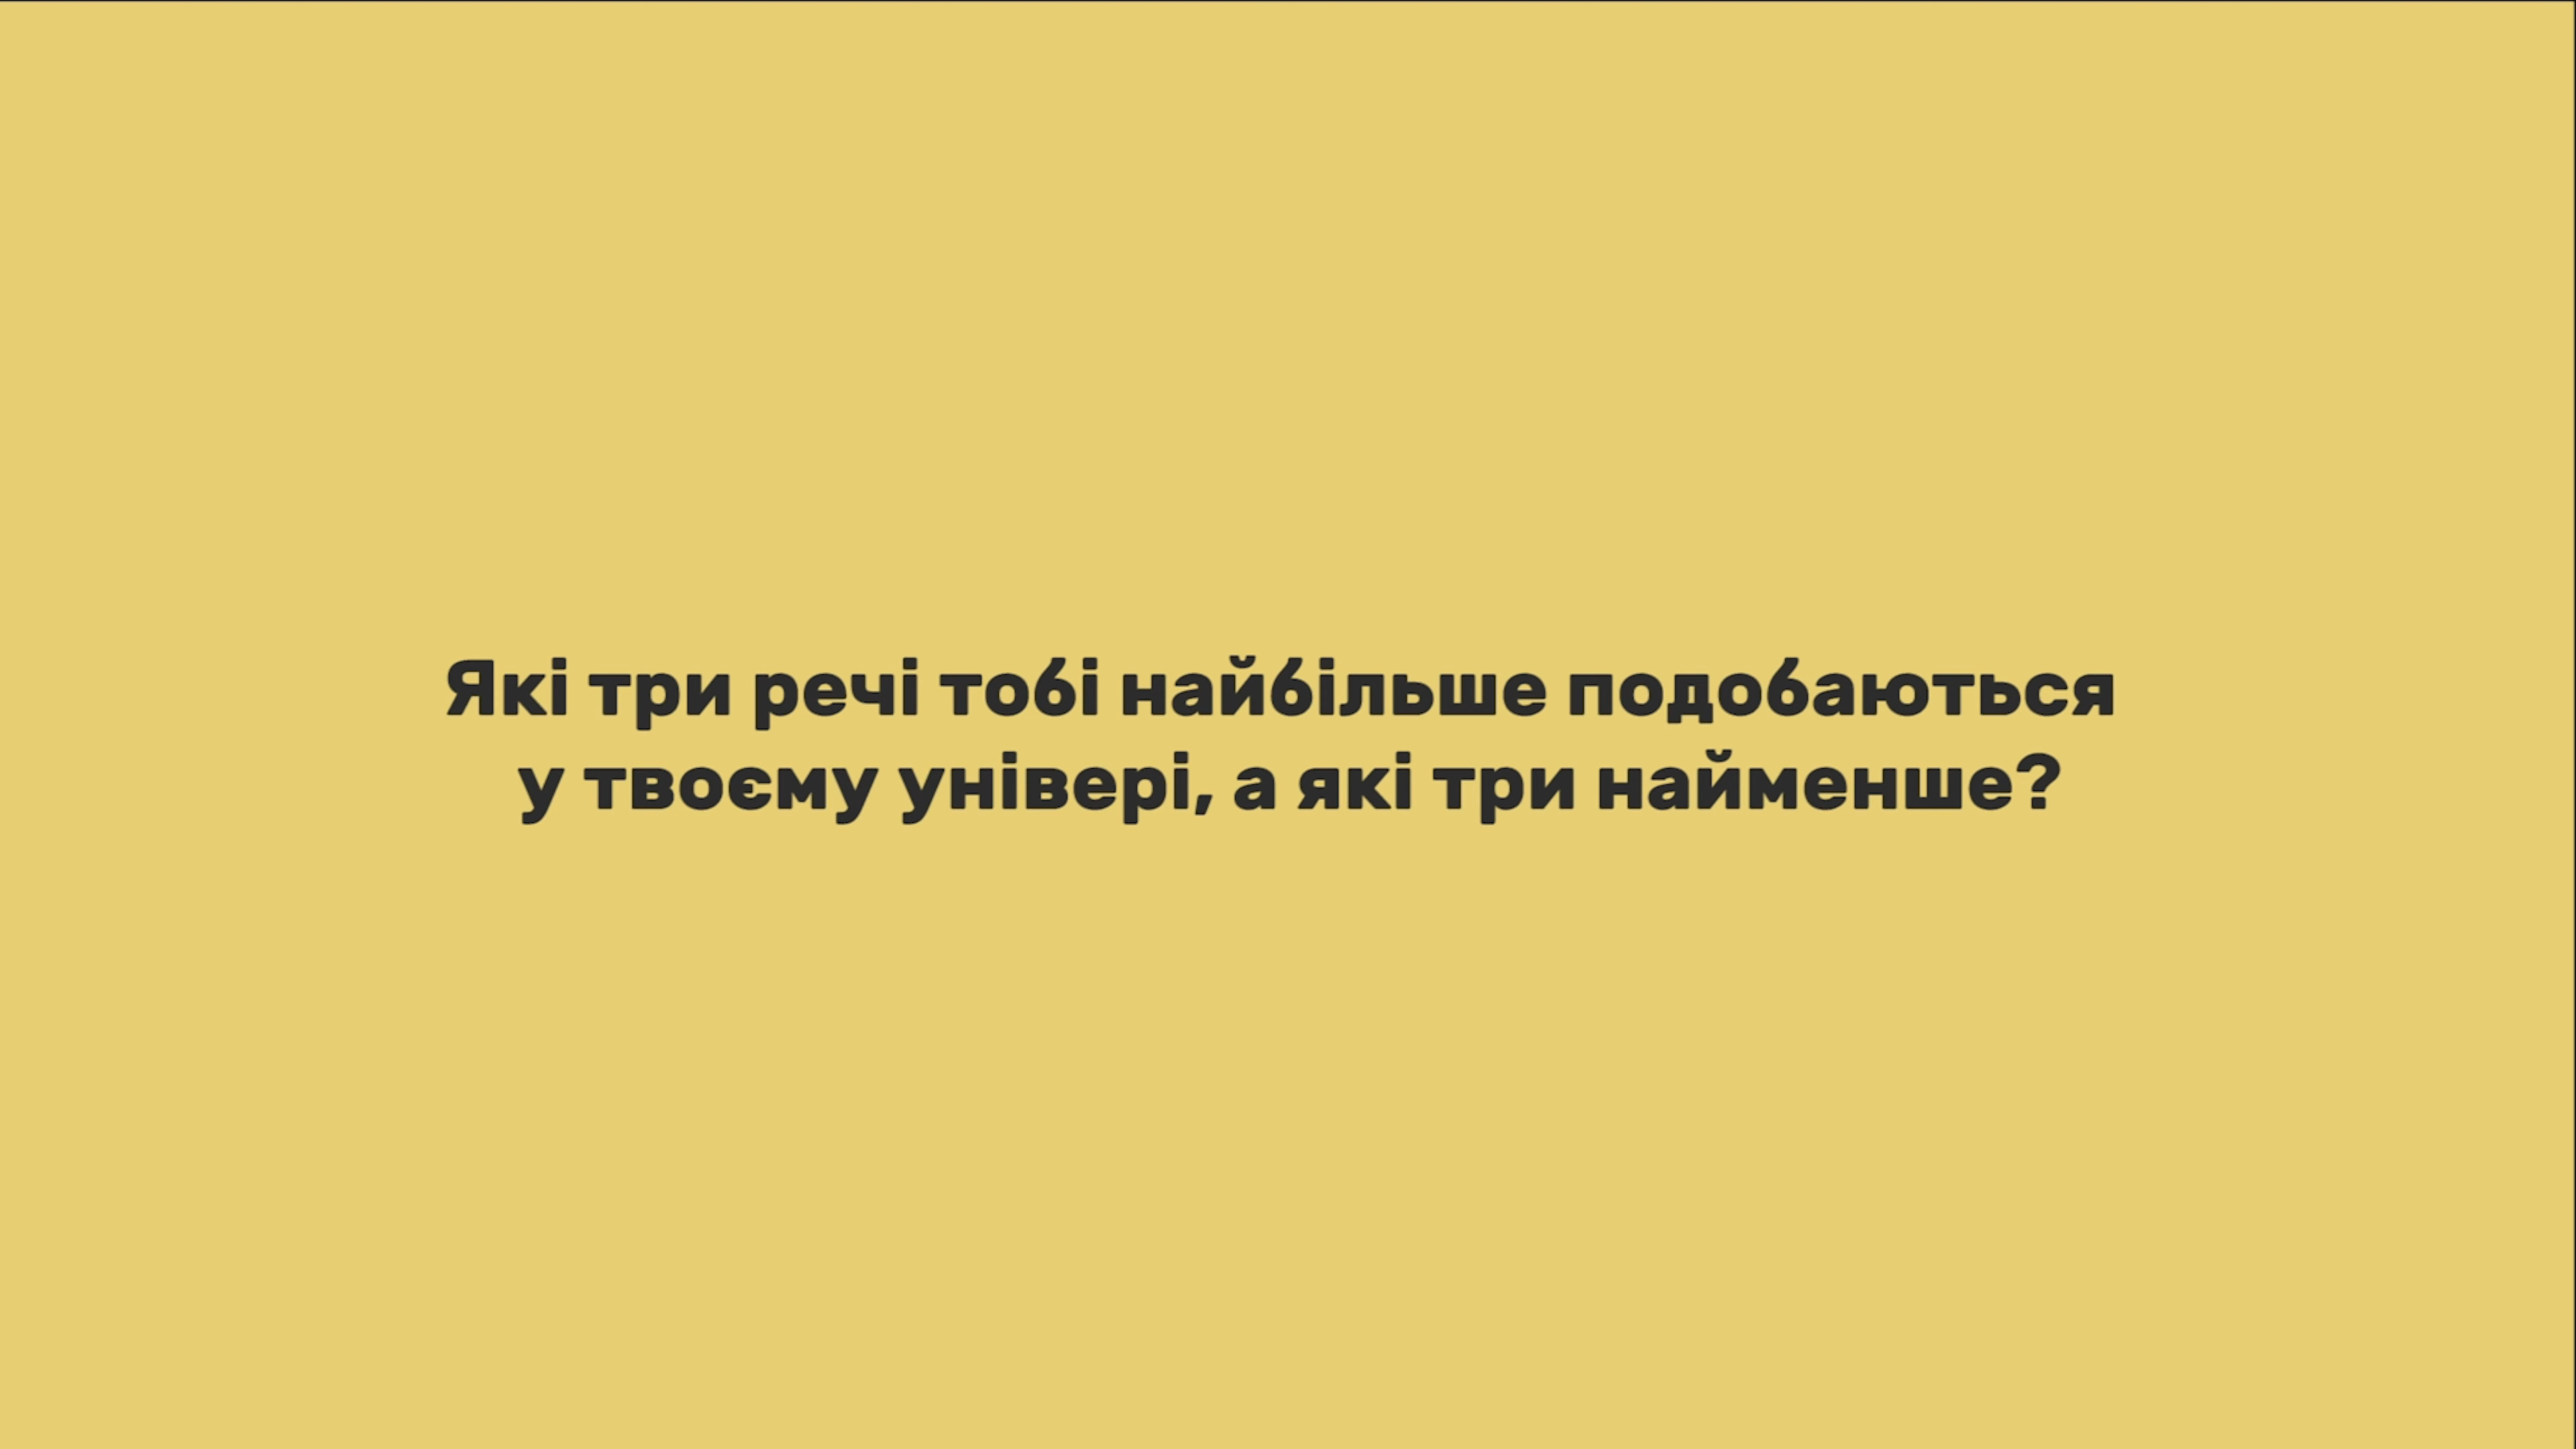 Які три речі тобі найбільше подобаються
у твоєму універі, а які три найменше?